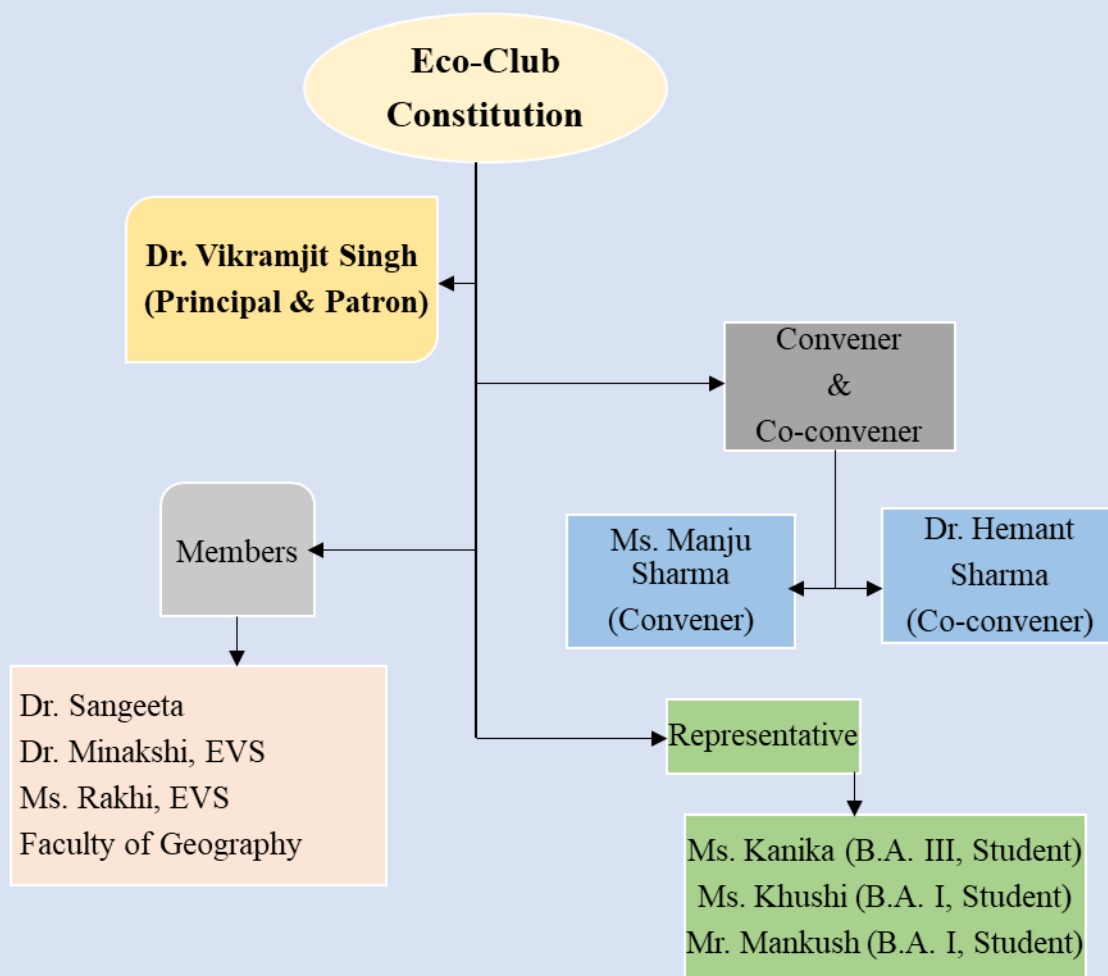 Eco-Club
Constitution
Dr. Vikramjit Singh
(Principal & Patron)
Convener
&
Co-convener
Members
Ms. Manju
Sharma
(Convener)
Dr. Hemant
Sharma
(Co-convener)
Dr. Sangeeta
Dr. Minakshi, EVS
Ms. Rakhi, EVS
Faculty of Geography
Representative
Ms. Kanika (B.A. III, Student)
Ms. Khushi (B.A. I, Student)
Mr. Mankush (B.A. I, Student)